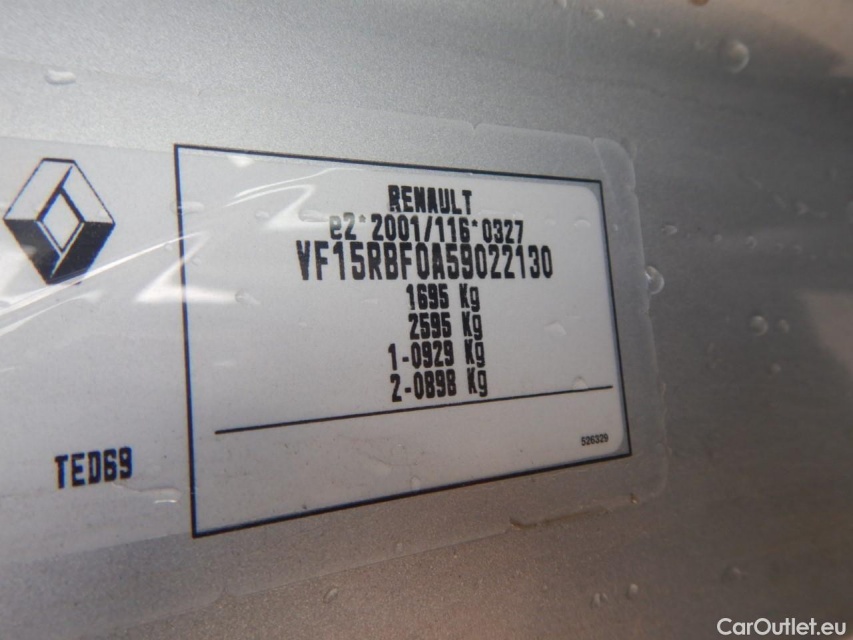 RENAULT
e2*2001/116*0327
VF15RBF0A59022130
1695 Kg
2595 Kg
1-0929 Kg
2-0898 Kg
526329
TED69
CarOutlet.eu